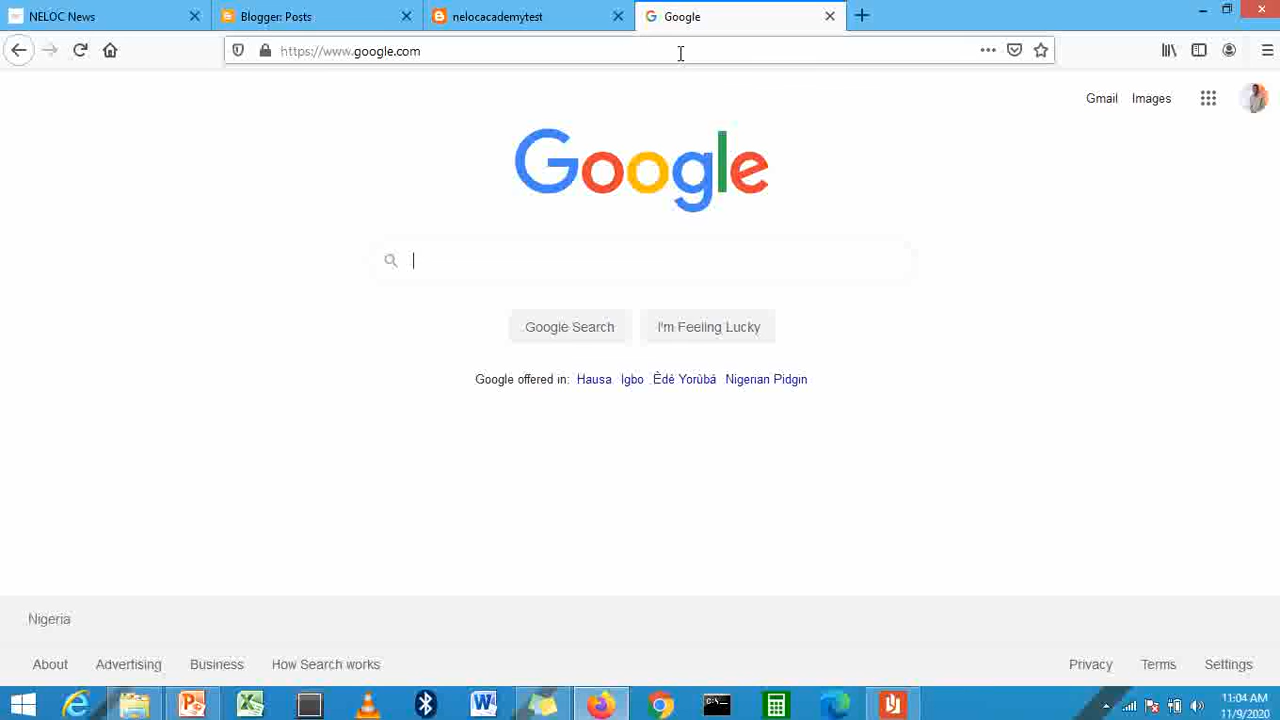 NELOC News
Blogger: Posts
nelocacademytest
Google
https://www.google.com
Gmail Images
Google
Google Search
I'm Feeling Lucky
Google offered in: Hausa Igbo Èdè Yorùbá Nigerian Pidgin
Nigeria
About Advertising Business How Search works
Privacy Terms Settings
11:04 AM
11/9/2020